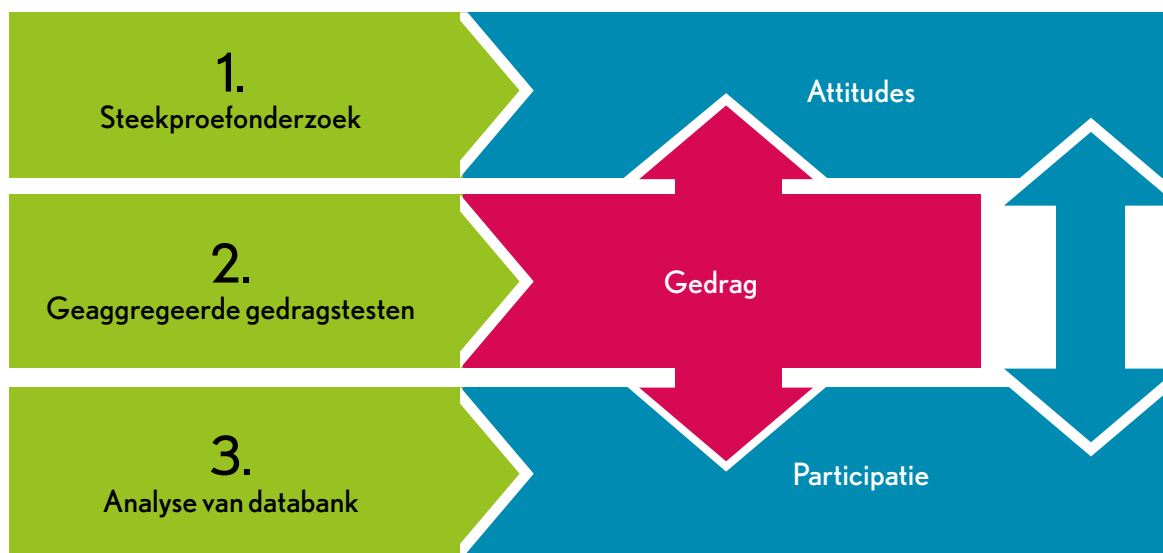 1.
Steekproefonderzoek
Attitudes
2.
Geaggregeerde gedragstesten
Gedrag
3.
Analyse van databank
Participatie